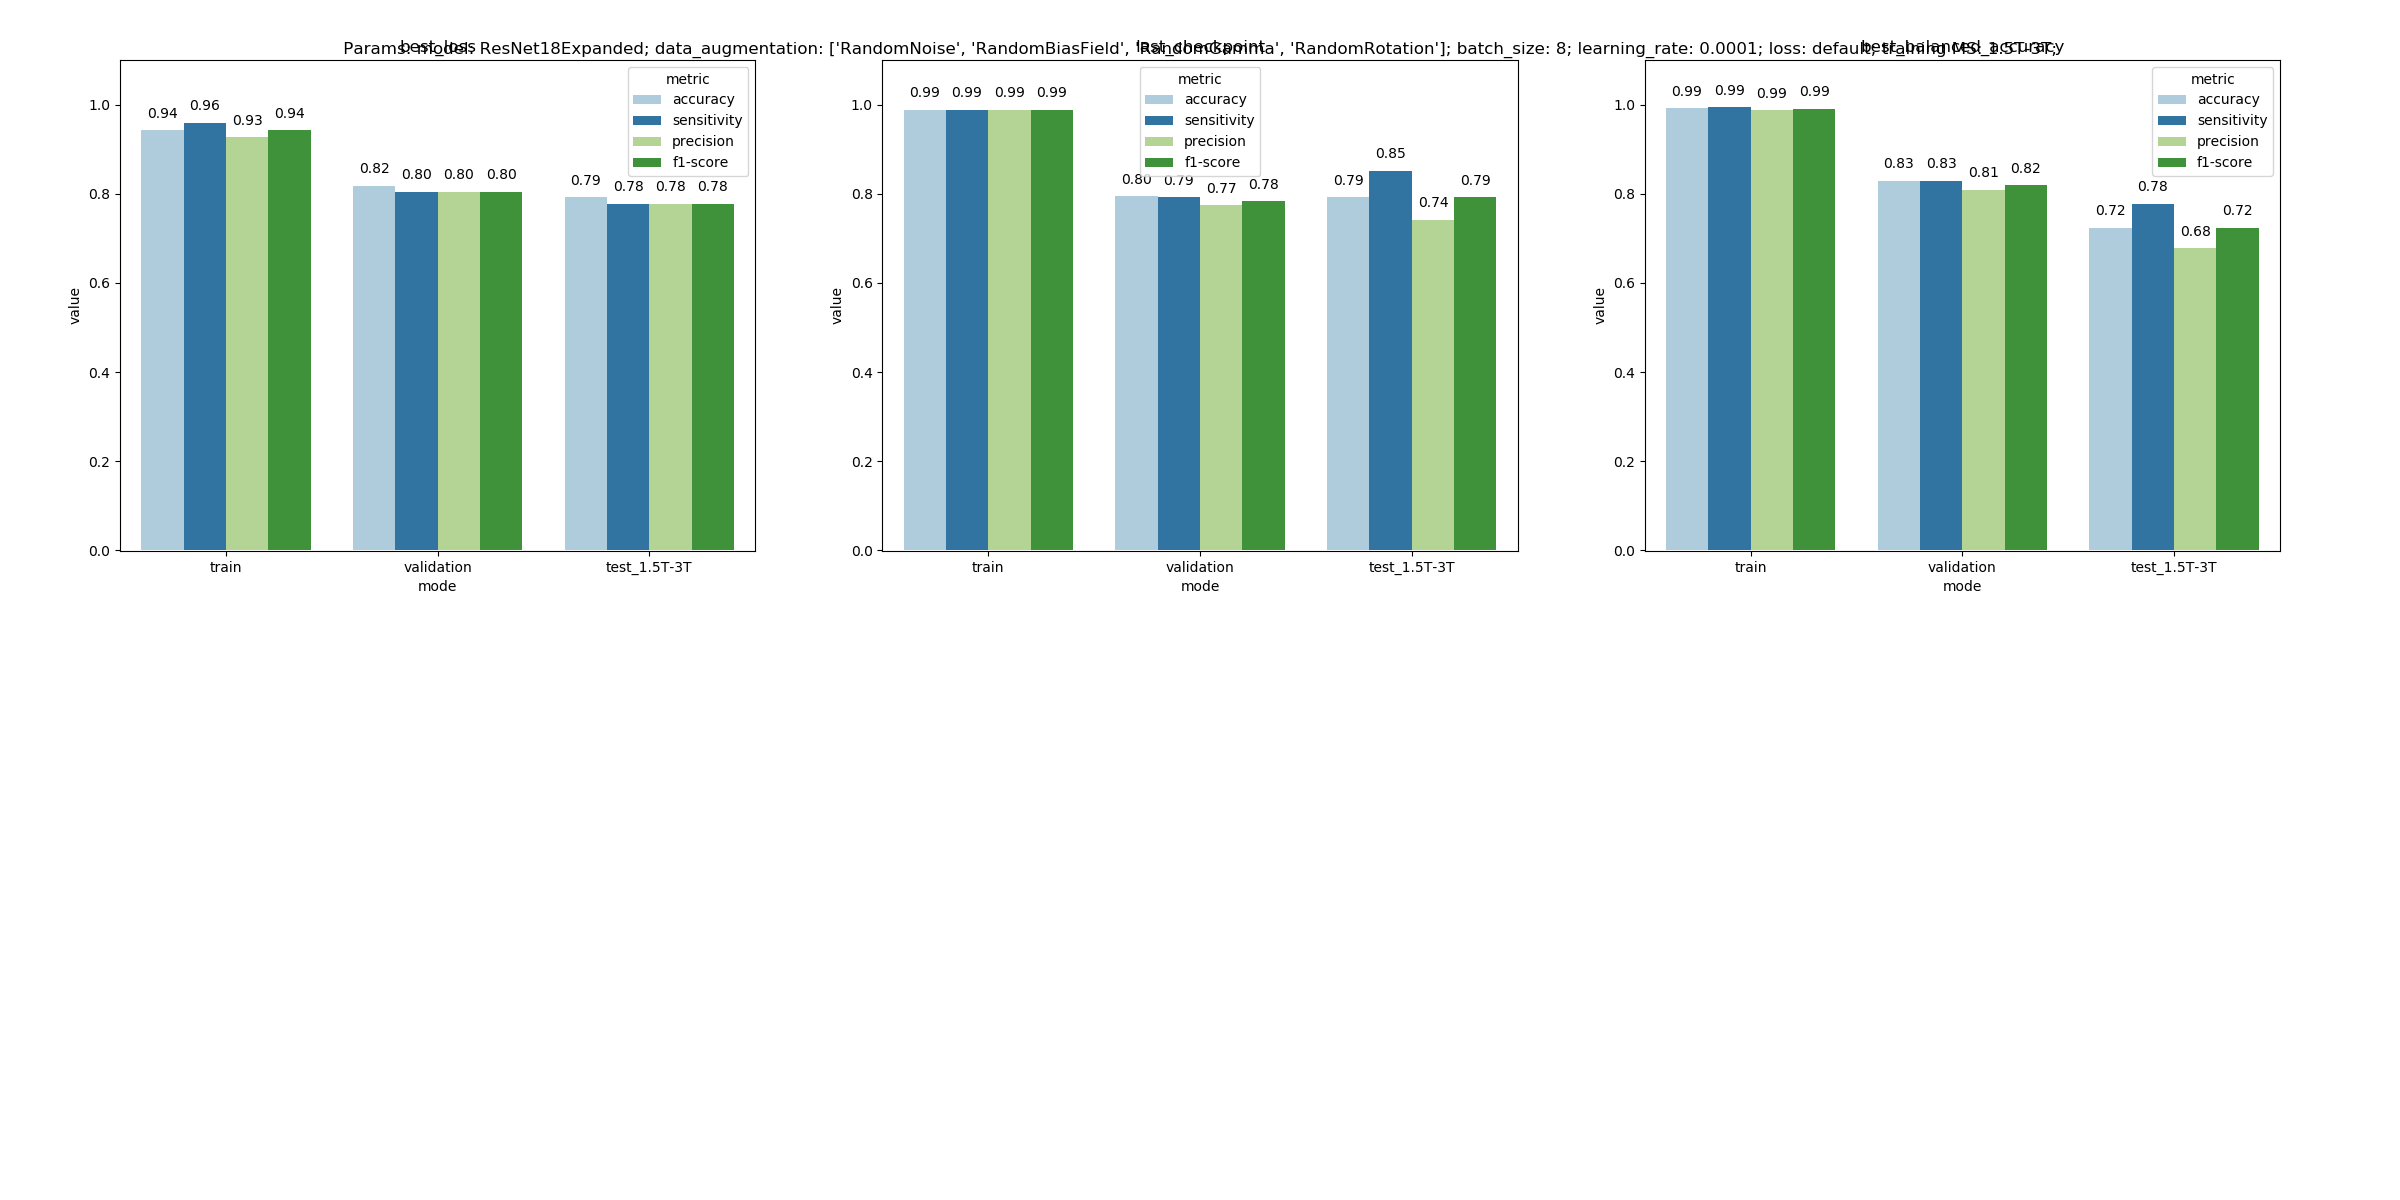 Params: model: ResNet18Expanded; data_augmentation: ['RandomNoise', 'RandomBiasField', 'RandomGamma', 'RandomRotation']; batch_size: 8; learning_rate: 0.0001; loss: default; training MS: 1.5T-3T;
best_loss
last_checkpoint
best_balanced_accuracy
metric
accuracy
sensitivity
precision
f1-score
0.94 0.96 0.93 0.94
0.82 0.80 0.80 0.80
0.79 0.78 0.78 0.78
1.0
0.8
0.6
0.4
0.2
0.0
value
train validation test_1.5T-3T
mode
metric
accuracy
sensitivity
precision
f1-score
0.99 0.99 0.99 0.99
0.80 0.79 0.77 0.78
0.79 0.85 0.74 0.79
1.0
0.8
0.6
0.4
0.2
0.0
value
train validation test_1.5T-3T
mode
metric
accuracy
sensitivity
precision
f1-score
0.99 0.99 0.99 0.99
0.83 0.83 0.81 0.82
0.72 0.78 0.68 0.72
1.0
0.8
0.6
0.4
0.2
0.0
value
train validation test_1.5T-3T
mode